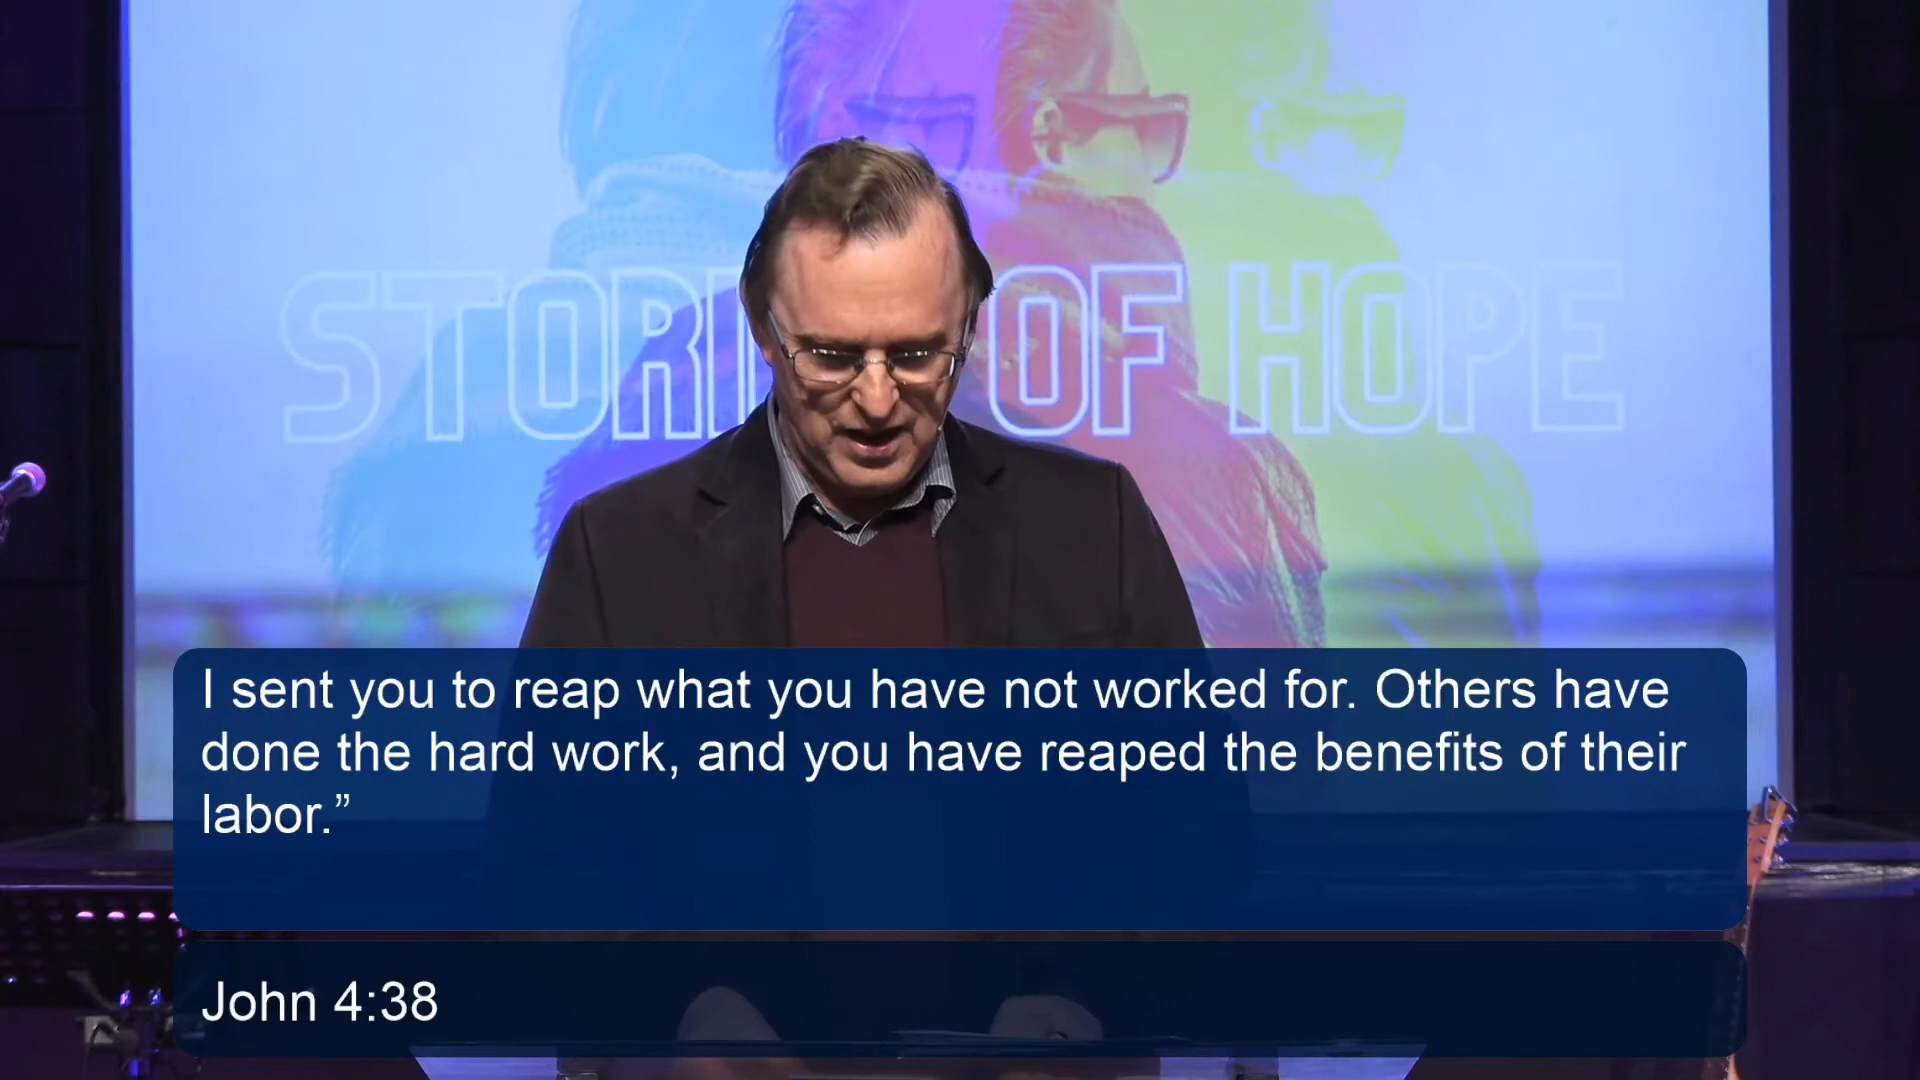 STORI OF HOPE
I sent you to reap what you have not worked for. Others have
done the hard work, and you have reaped the benefits of their
labor.”
John 4:38